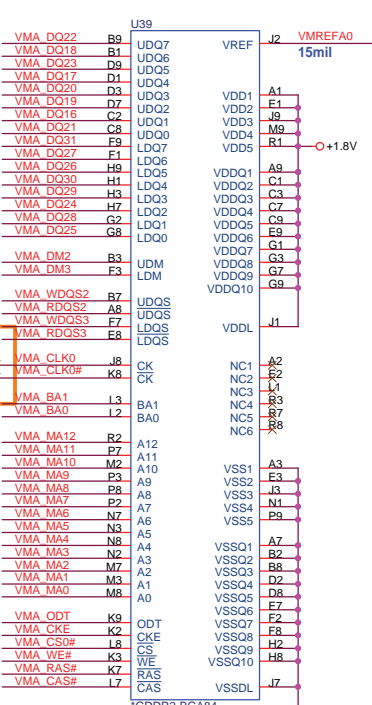 U39
VMA_DQ22 B9 UDQ7 VREF J2 VMREFA0
15mil
VMA_DQ18 B1 UDQ6
VMA_DQ23 D9 UDQ5
VMA_DQ17 D1 UDQ4
VMA_DQ20 D3 UDQ3 VDD1 A1
VMA_DQ19 D7 UDQ2 VDD2 E1
VMA_DQ16 C2 UDQ1 VDD3 J9
VMA_DQ21 C8 UDQ0 VDD4 M9
VMA_DQ31 F9 LDQ7 VDD5 R1 +1.8V
VMA_DQ27 F1 LDQ6
VMA_DQ26 H9 LDQ5 VDDQ1 A9
VMA_DQ30 H1 LDQ4 VDDQ2 C1
VMA_DQ29 H3 LDQ3 VDDQ3 C3
VMA_DQ24 H7 LDQ2 VDDQ4 C7
VMA_DQ28 G2 LDQ1 VDDQ5 C9
VMA_DQ25 G8 LDQ0 VDDQ6 E9
VDDQ7 G1
VMA_DM2 B3 UDM VDDQ8 G3
VMA_DM3 F3 LDM VDDQ9 G7
VDDQ10 G9
VMA_WDQS2 B7 UDQS
VMA_RDQS2 A8 UDQS
VMA_WDQS3 F7 LDQS VDDL J1
VMA_RDQS3 E8 LDQS
VMA_CLK0 J8 CK NC1 A2
VMA_CLK0# K8 CK NC2 E2
NC3 L1
VMA_BA1 L3 BA1 NC4 R3
VMA_BA0 L2 BA0 NC5 R7
NC6 R8
VMA_MA12 R2 A12
VMA_MA11 P7 A11
VMA_MA10 M2 A10 VSS1 A3
VMA_MA9 P3 A9 VSS2 E3
VMA_MA8 P8 A8 VSS3 J3
VMA_MA7 P2 A7 VSS4 N1
VMA_MA6 N7 A6 VSS5 P9
VMA_MA5 N3 A5
VMA_MA4 N8 A4 VSSQ1 A7
VMA_MA3 N2 A3 VSSQ2 B2
VMA_MA2 M7 A2 VSSQ3 B8
VMA_MA1 M3 A1 VSSQ4 D2
VMA_MA0 M8 A0 VSSQ5 D8
VSSQ6 E7
VMA_ODT K9 ODT VSSQ7 F2
VMA_CKE K2 CKE VSSQ8 F8
VMA_CS0# L8 CS VSSQ9 H2
VMA_WE# K3 WE VSSQ10 H8
VMA_RAS# K7 RAS
VMA_CAS# L7 CAS VSSDL J7